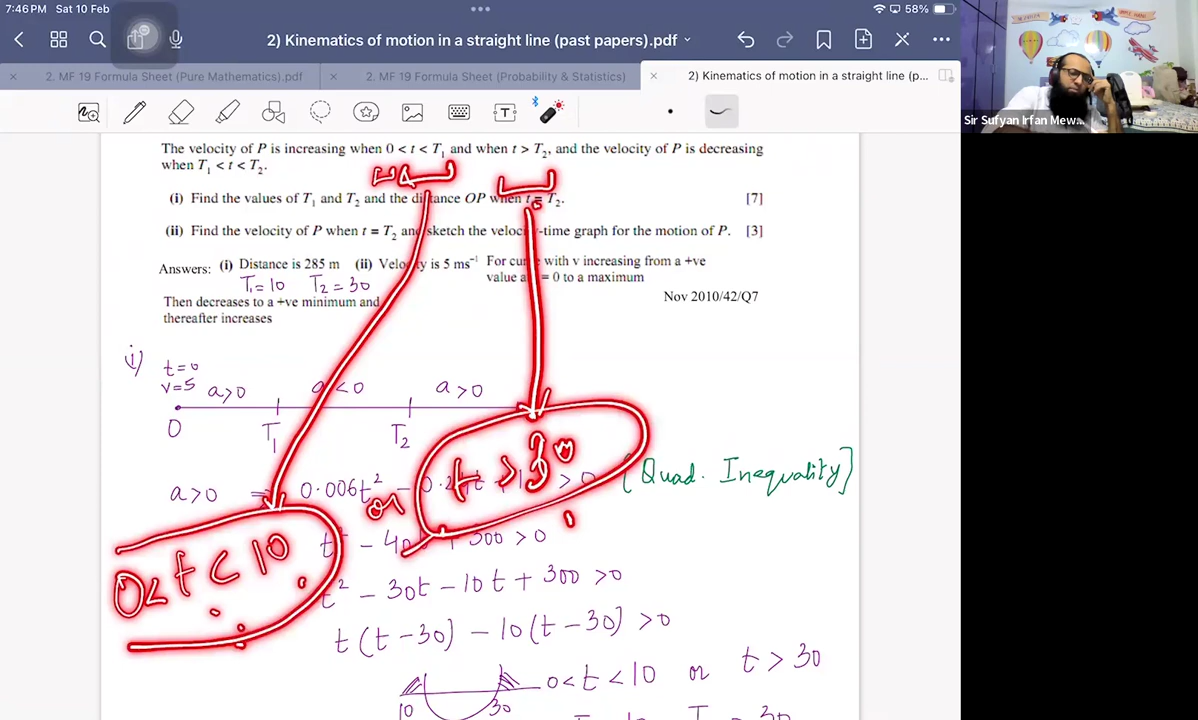 7:46 PM Sat 10 Feb
58%
2) Kinematics of motion in a straight line (past papers).pdf
2. MF 19 Formula Sheet (Pure Mathematics).pdf
2. MF 19 Formula Sheet (Probability & Statistics)
2) Kinematics of motion in a straight line (p...
Sir Sufyan Irfan Mew...
The velocity of P is increasing when 0 < t < T₁ and when t > T₂, and the velocity of P is decreasing
when T₁ < t < T₂.
(i) Find the values of T₁ and T₂ and the distance OP when t = T₂. [7]
(ii) Find the velocity of P when t = T₂ and sketch the velocity-time graph for the motion of P. [3]
Answers: (i) Distance is 285 m (ii) Velocity is 5 ms⁻¹ For curve with v increasing from a +ve
value at t = 0 to a maximum
T₁=10 T₂=30
Then decreases to a +ve minimum and
thereafter increases
Nov 2010/42/Q7
i)
t=0
v=5
a>0 a<0 a>0
O T₁ T₂
a>0 ⇒ 0.006t² - 0.24t > 0 [Quad. Inequality]
0<t<10 or t>30
t² - 40t + 300 >0
t² - 30t - 10t + 300 >0
t(t-30) - 10(t-30) >0
10 30
0<t<10 or t>30